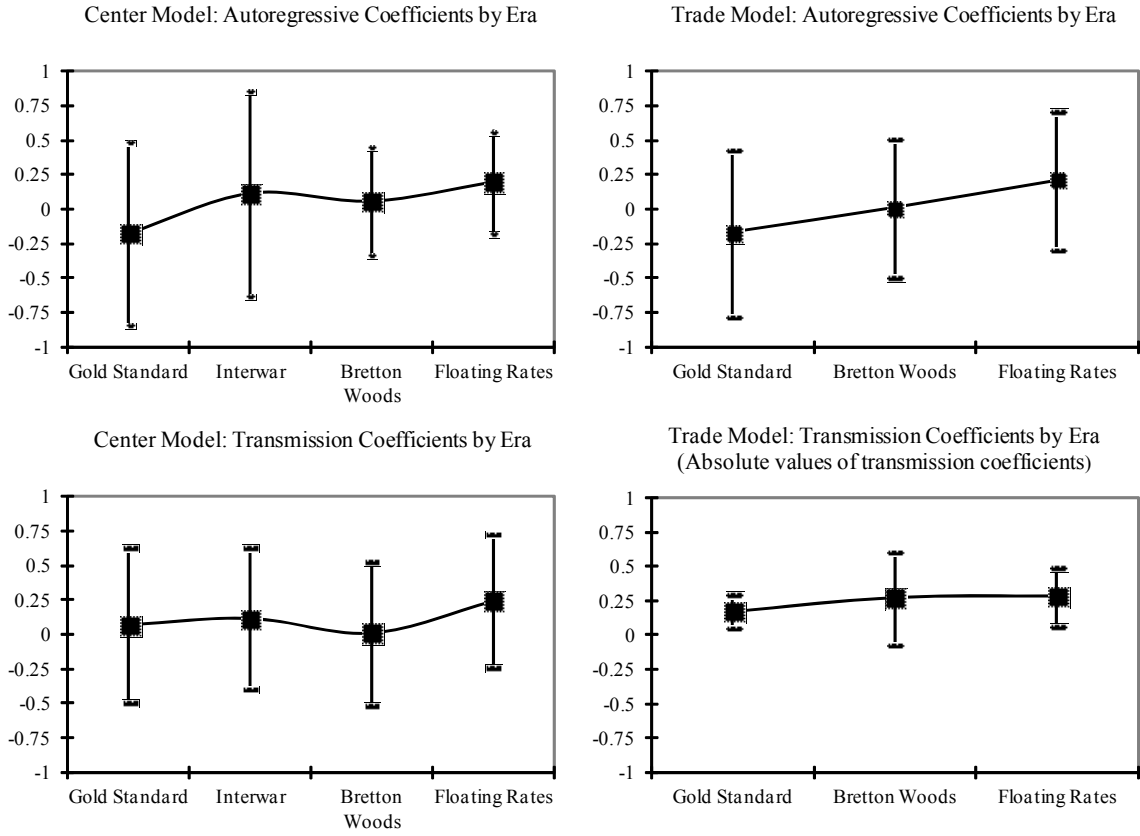 Center Model: Autoregressive Coefficients by Era
1
0.75
0.5
0.25
0
-0.25
-0.5
-0.75
-1
Gold Standard
Interwar
Bretton
Woods
Floating Rates
Trade Model: Autoregressive Coefficients by Era
1
0.75
0.5
0.25
0
-0.25
-0.5
-0.75
-1
Gold Standard
Bretton Woods
Floating Rates
Center Model: Transmission Coefficients by Era
1
0.75
0.5
0.25
0
-0.25
-0.5
-0.75
-1
Gold Standard
Interwar
Bretton
Woods
Floating Rates
Trade Model: Transmission Coefficients by Era
(Absolute values of transmission coefficients)
1
0.75
0.5
0.25
0
-0.25
-0.5
-0.75
-1
Gold Standard
Bretton Woods
Floating Rates